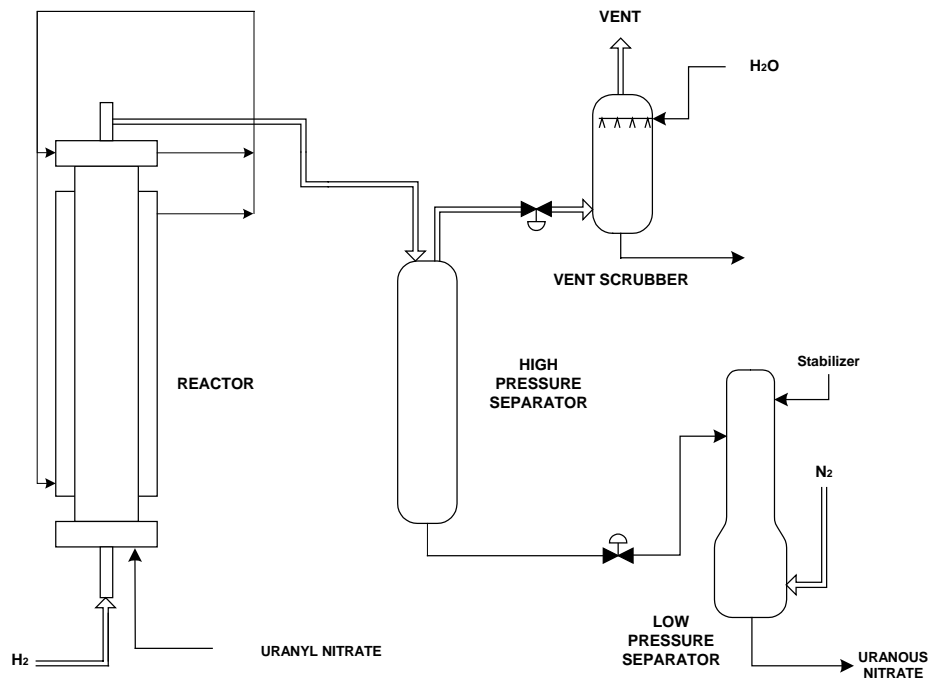 VENT
H2O
VENT SCRUBBER
REACTOR
HIGH
PRESSURE
SEPARATOR
Stabilizer
N2
LOW
PRESSURE
SEPARATOR
H2
URANYL NITRATE
URANOUS
NITRATE